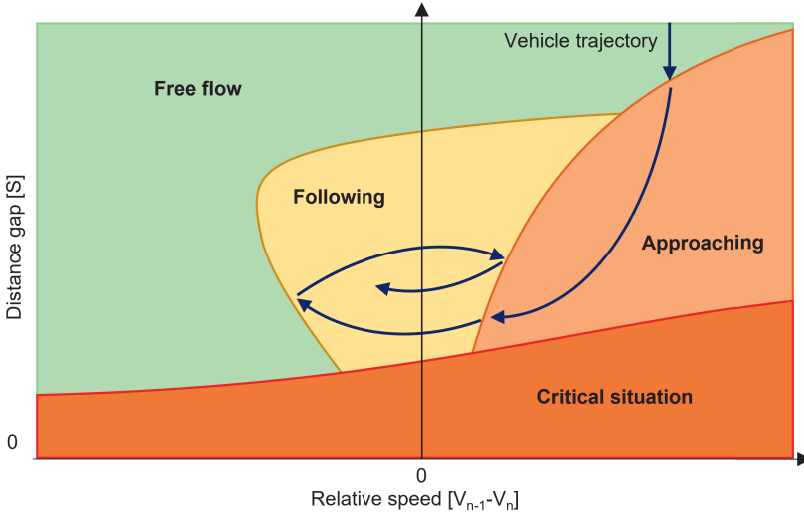 Vehicle trajectory
Free flow
Following
Approaching
Critical situation
Distance gap [S]
0
0
Relative speed [Vn-1-Vn]